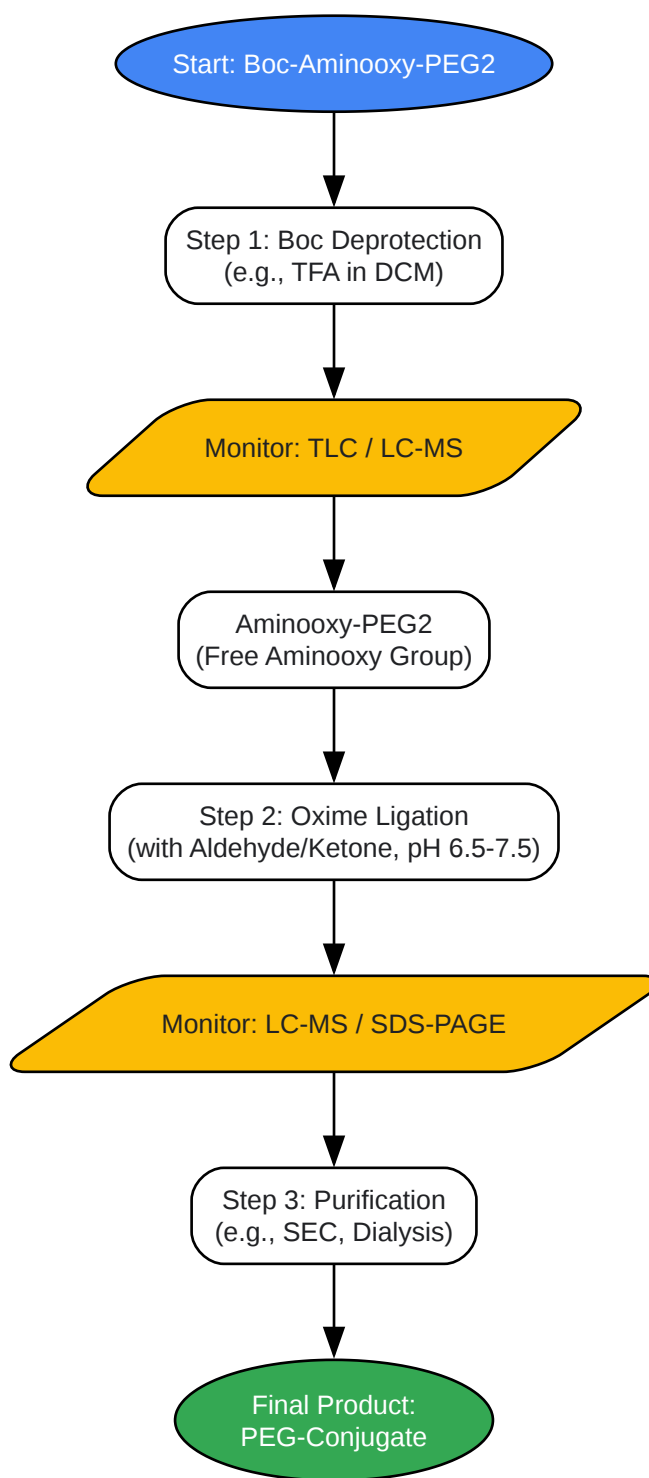 Start: Boc-Aminooxy-PEG2
Step 1: Boc Deprotection
(e.g., TFA in DCM)
Monitor: TLC / LC-MS
Aminooxy-PEG2
(Free Aminooxy Group)
Step 2: Oxime Ligation
(with Aldehyde/Ketone, pH 6.5-7.5)
Monitor: LC-MS / SDS-PAGE
Step 3: Purification
(e.g., SEC, Dialysis)
Final Product:
PEG-Conjugate